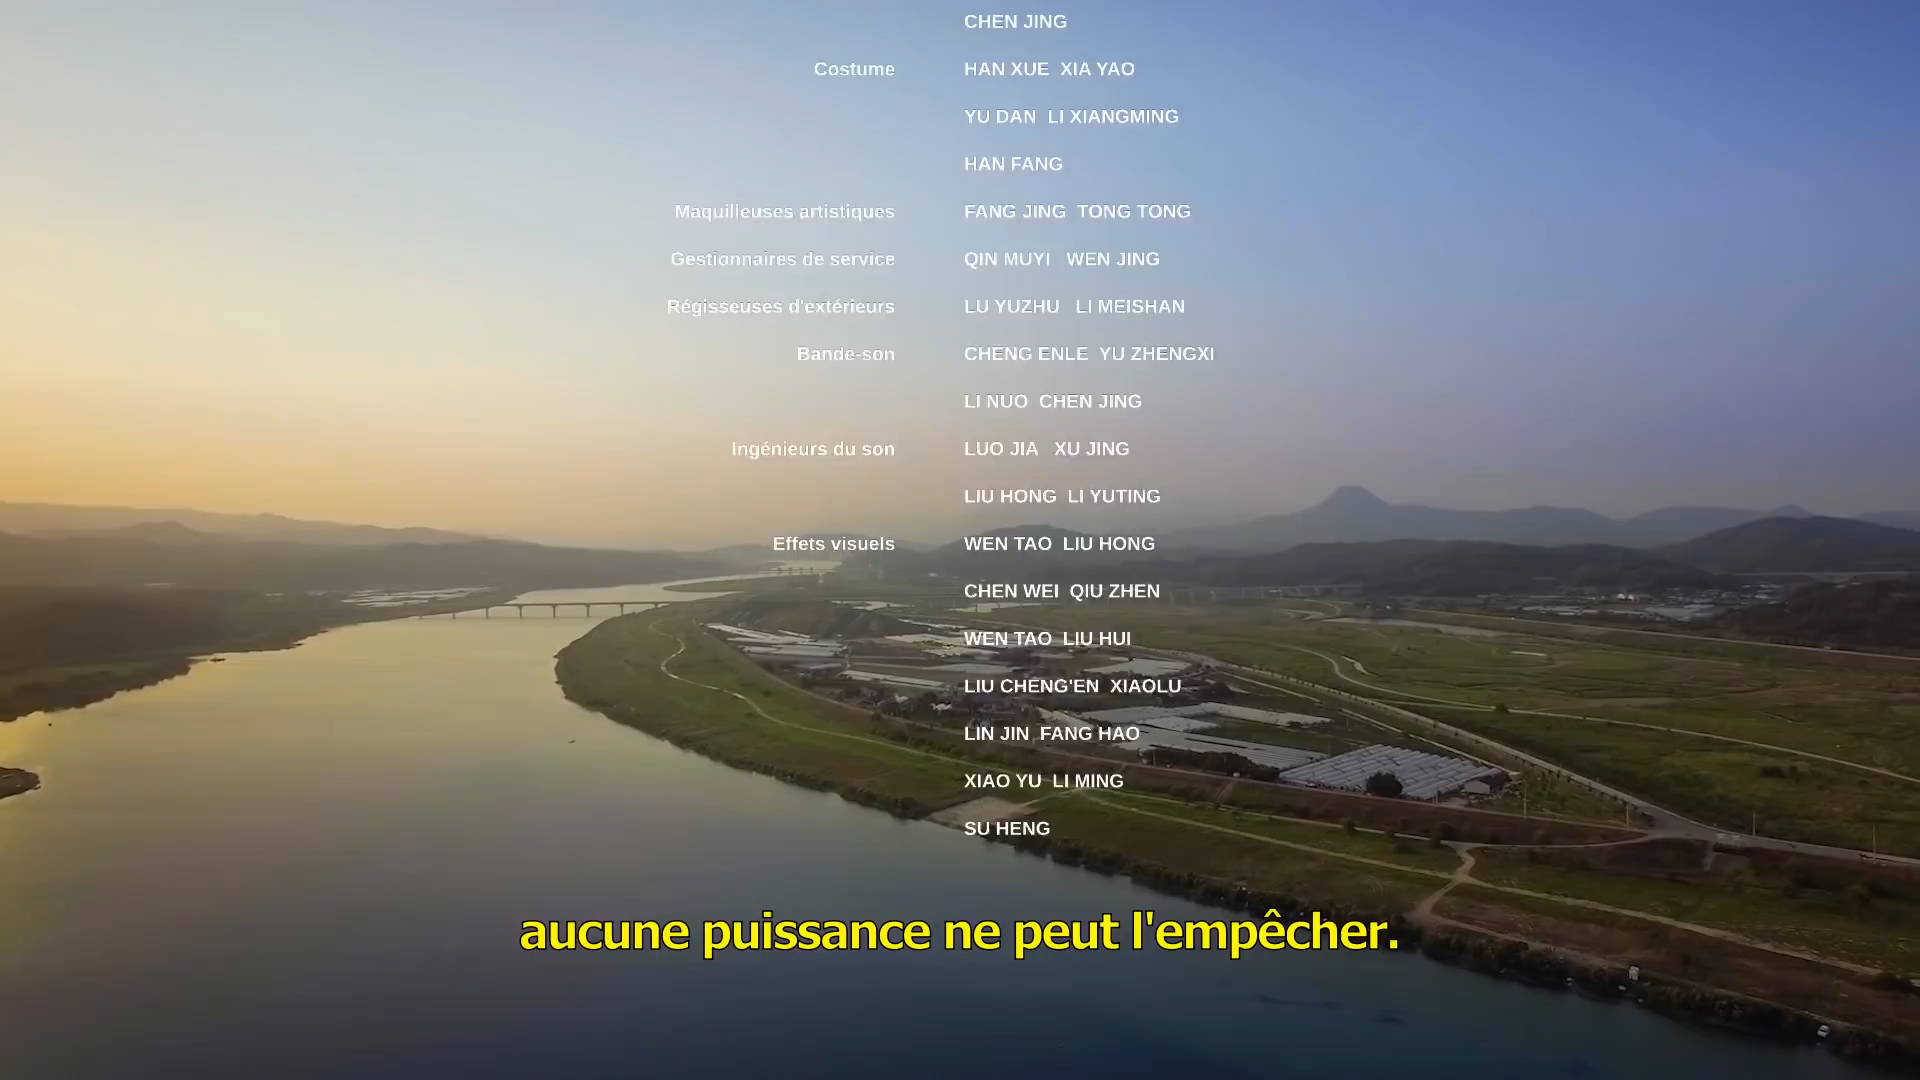 CHEN JING
Costume HAN XUE XIA YAO
YU DAN LI XIANGMING
HAN FANG
Maquilleuses artistiques FANG JING TONG TONG
Gestionnaires de service QIN MUYI WEN JING
Régisseuses d'extérieurs LU YUZHU LI MEISHAN
Bande-son CHENG ENLE YU ZHENGXI
LI NUO CHEN JING
Ingénieurs du son LUO JIA XU JING
LIU HONG LI YUTING
Effets visuels WEN TAO LIU HONG
CHEN WEI QIU ZHEN
WEN TAO LIU HUI
LIU CHENG'EN XIAOLU
LIN JIN FANG HAO
XIAO YU LI MING
SU HENG
aucune puissance ne peut l'empêcher.